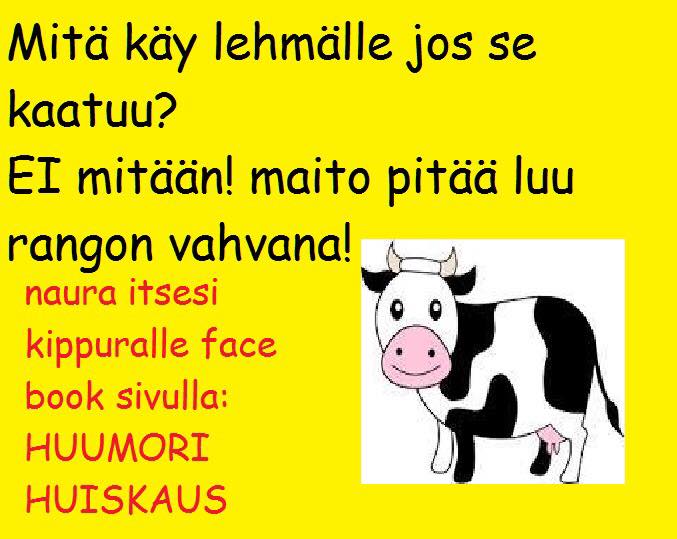 Mitä käy lehmälle jos se
kaatuu?
EI mitään! maito pitää luu
rangon vahvana!
naura itsesi
kippuralle face
book sivulla:
HUUMORI
HUISKAUS